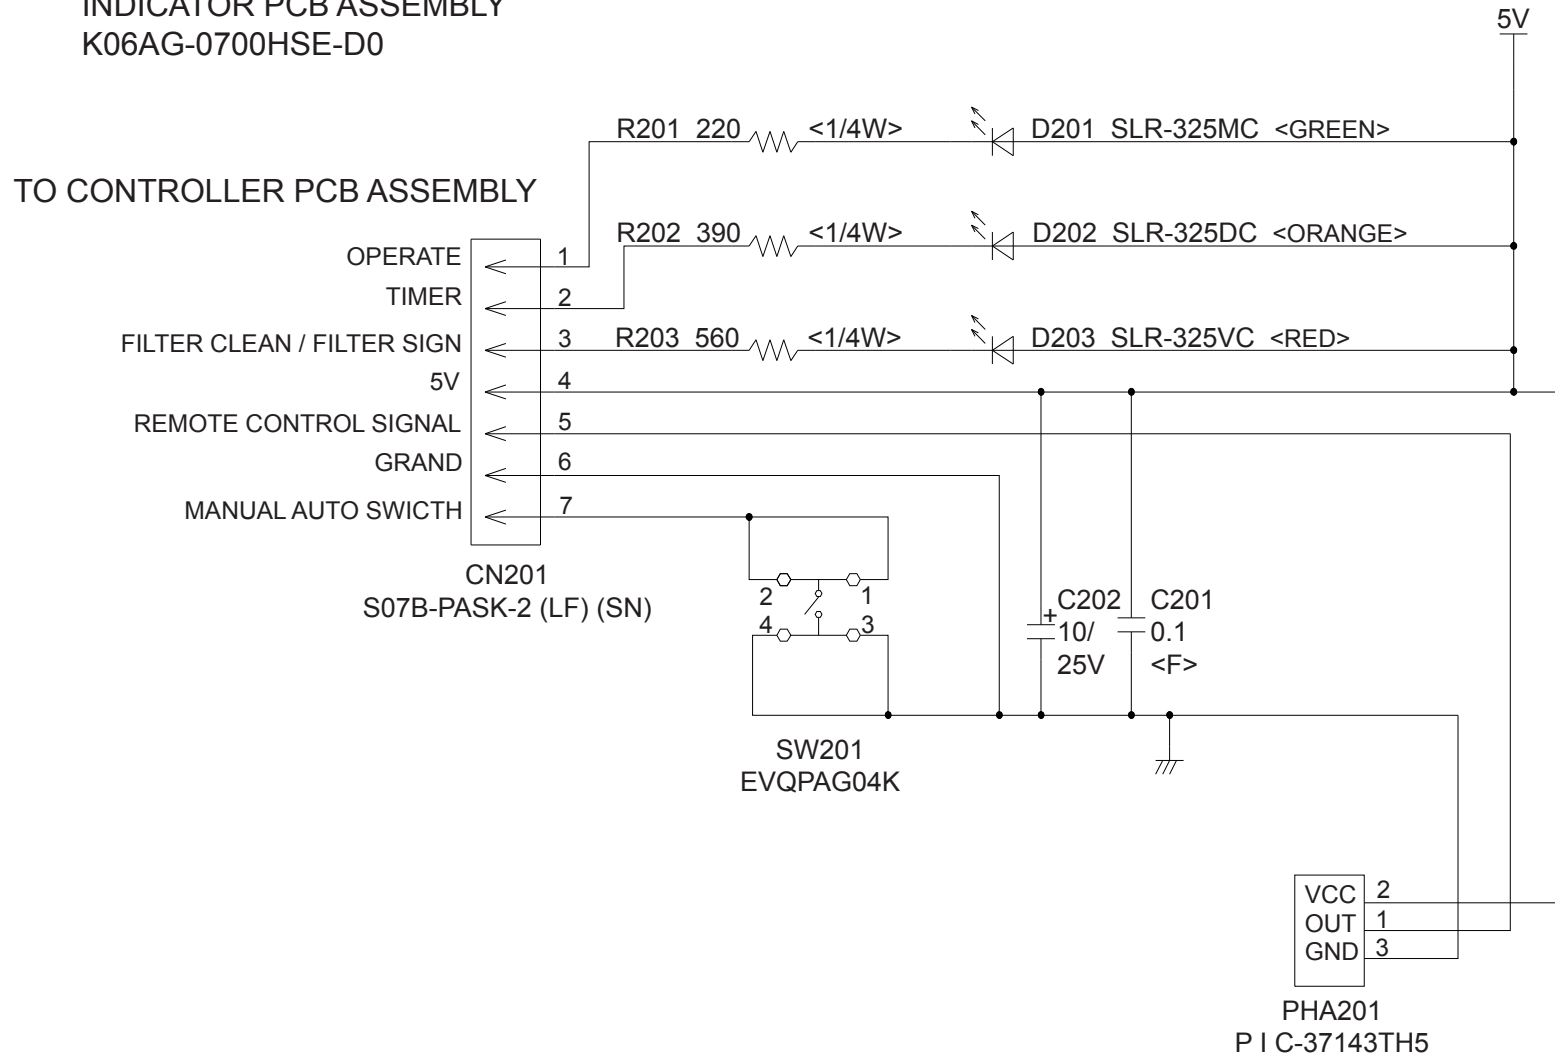 INDICATOR PCB ASSEMBLY
K06AG-0700HSE-D0
5V
R201 220 <1/4W> D201 SLR-325MC <GREEN>
TO CONTROLLER PCB ASSEMBLY
R202 390 <1/4W> D202 SLR-325DC <ORANGE>
OPERATE 1
TIMER 2
FILTER CLEAN / FILTER SIGN 3 R203 560 <1/4W> D203 SLR-325VC <RED>
5V 4
REMOTE CONTROL SIGNAL 5
GRAND 6
MANUAL AUTO SWICTH 7
CN201
S07B-PASK-2 (LF) (SN)
2 1
4 3
+ C202 C201
10/ 0.1
25V <F>
SW201
EVQPAG04K
VCC 2
OUT 1
GND 3
PHA201
P I C-37143TH5